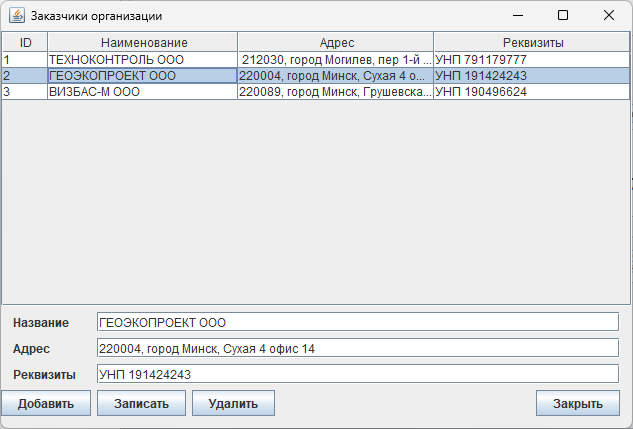 Заказчики организации
ID Наименование Адрес Реквизиты
1 ТЕХНОКОНТРОЛЬ ООО 212030, город Могилев, пер 1-й ... УНП 791179777
2 ГЕОЭКОПРОЕКТ ООО 220004, город Минск, Сухая 4 о... УНП 191424243
3 ВИЗБАС-М ООО 220089, город Минск, Грушевска... УНП 190496624
Название ГЕОЭКОПРОЕКТ ООО
Адрес 220004, город Минск, Сухая 4 офис 14
Реквизиты УНП 191424243
Добавить Записать Удалить Закрыть